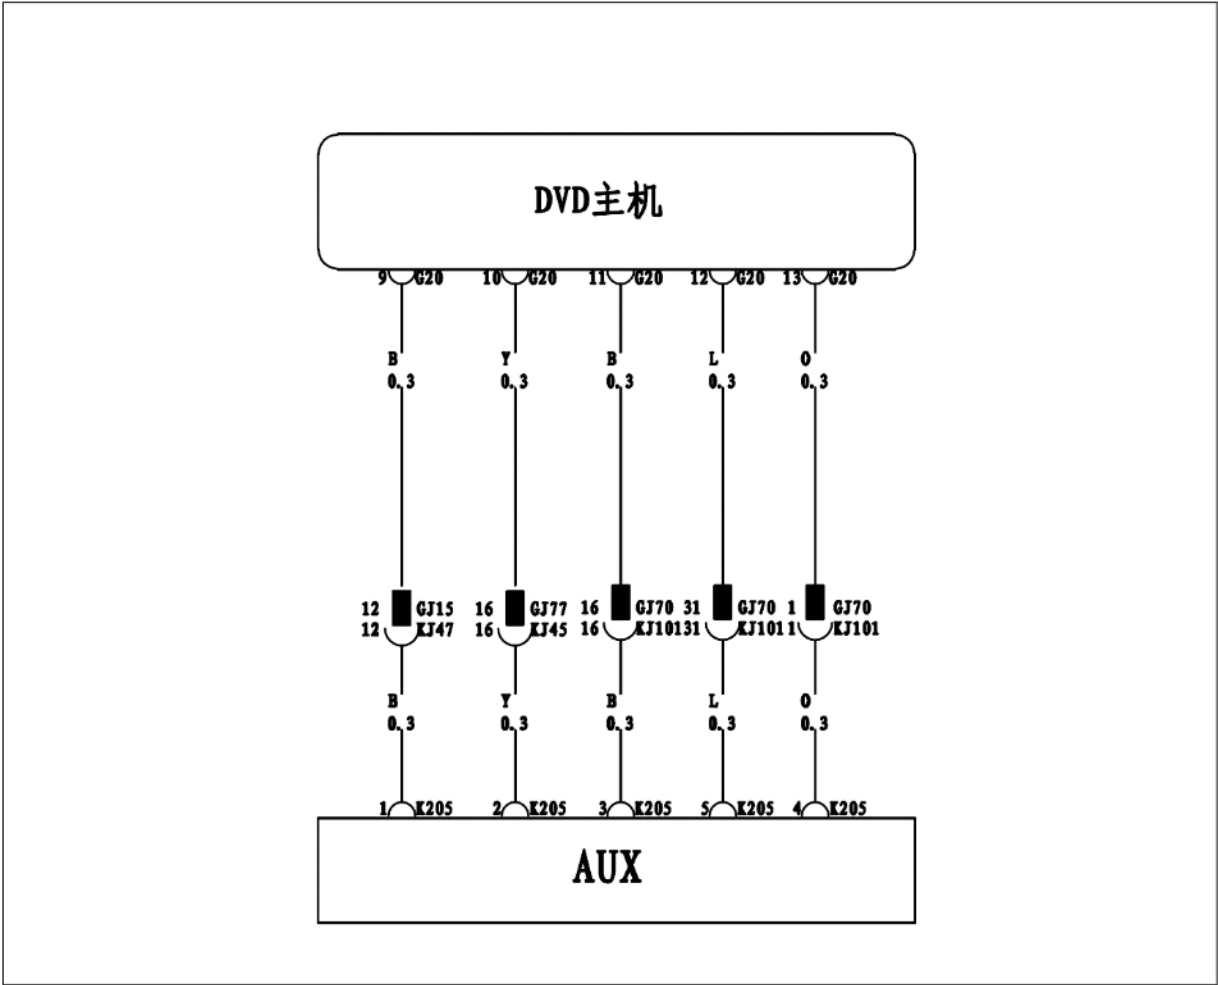 DVD主机
9 G20 10 G20 11 G20 12 G20 13 G20
B Y B L O
0.3 0.3 0.3 0.3 0.3
12 GJ15 16 GJ77 16 GJ70 31 GJ70 1 GJ70
12 KJ47 16 KJ45 16 KJ101 31 KJ101 1 KJ101
B Y B L O
0.3 0.3 0.3 0.3 0.3
1 K205 2 K205 3 K205 5 K205 4 K205
AUX